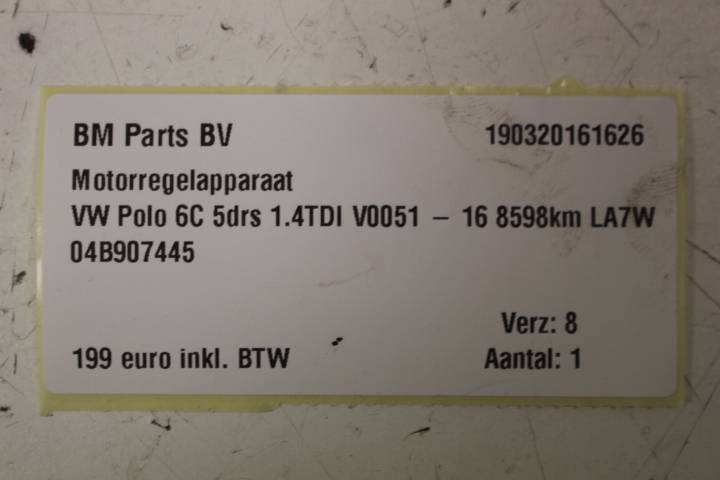 BM Parts BV 190320161626
Motorregelapparaat
VW Polo 6C 5drs 1.4TDI V0051 – 16 8598km LA7W
04B907445
Verz: 8
199 euro inkl. BTW Aantal: 1